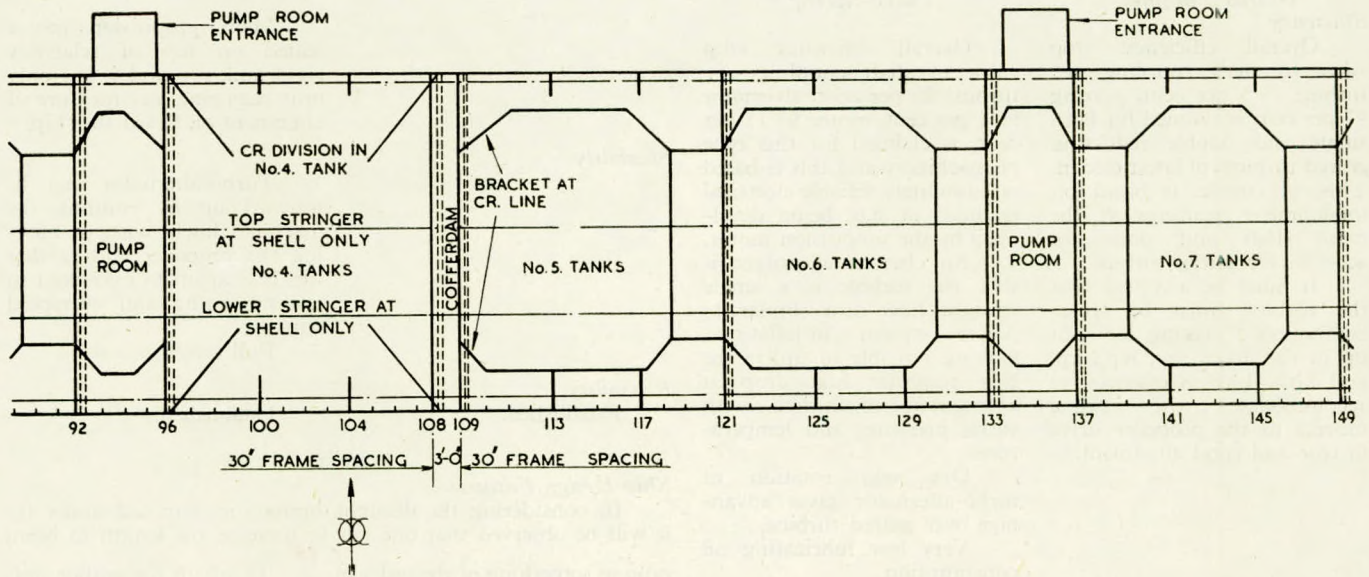 PUMP ROOM
ENTRANCE
PUMP ROOM
ENTRANCE
CR. DIVISION IN
No.4. TANK
BRACKET AT
CR. LINE
TOP STRINGER
AT SHELL ONLY
PUMP
ROOM
No.4. TANKS
COFFERDAM
No.5. TANKS
No.6. TANKS
PUMP
ROOM
No.7. TANKS
LOWER STRINGER AT
SHELL ONLY
92 96 100 104 108 109 113 117 121 125 129 133 137 141 145 149
30" FRAME SPACING 3'-0" 30" FRAME SPACING